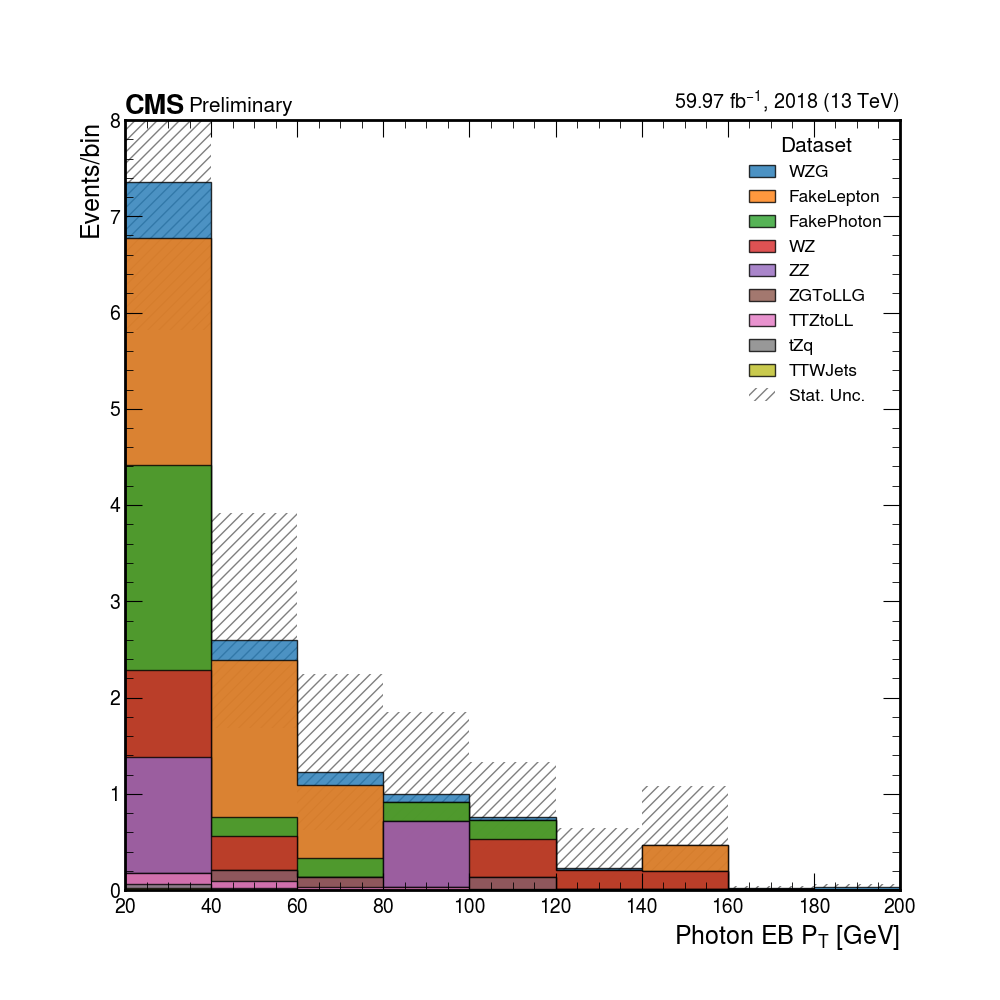 CMS Preliminary
59.97 fb⁻¹, 2018 (13 TeV)
Events/bin
8
7
6
5
4
3
2
1
0
Dataset
WZG
FakeLepton
FakePhoton
WZ
ZZ
ZGToLLG
TTZtoLL
tZq
TTWJets
Stat. Unc.
20 40 60 80 100 120 140 160 180 200
Photon EB P_T [GeV]